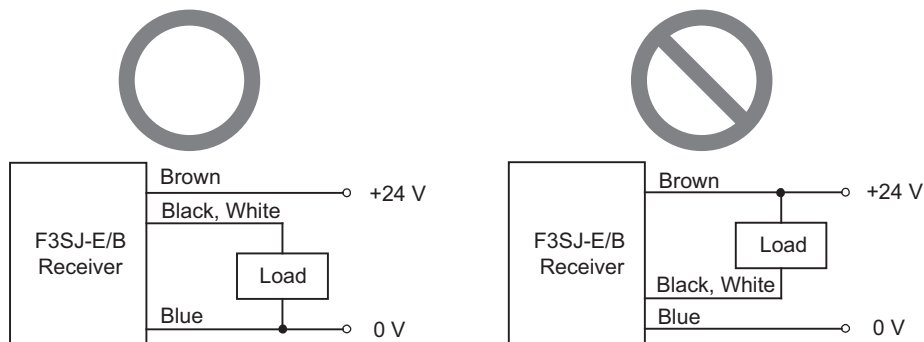 Brown
+24 V
Black, White
F3SJ-E/B
Receiver
Load
Blue
0 V
Brown
+24 V
F3SJ-E/B
Receiver
Load
Black, White
Blue
0 V